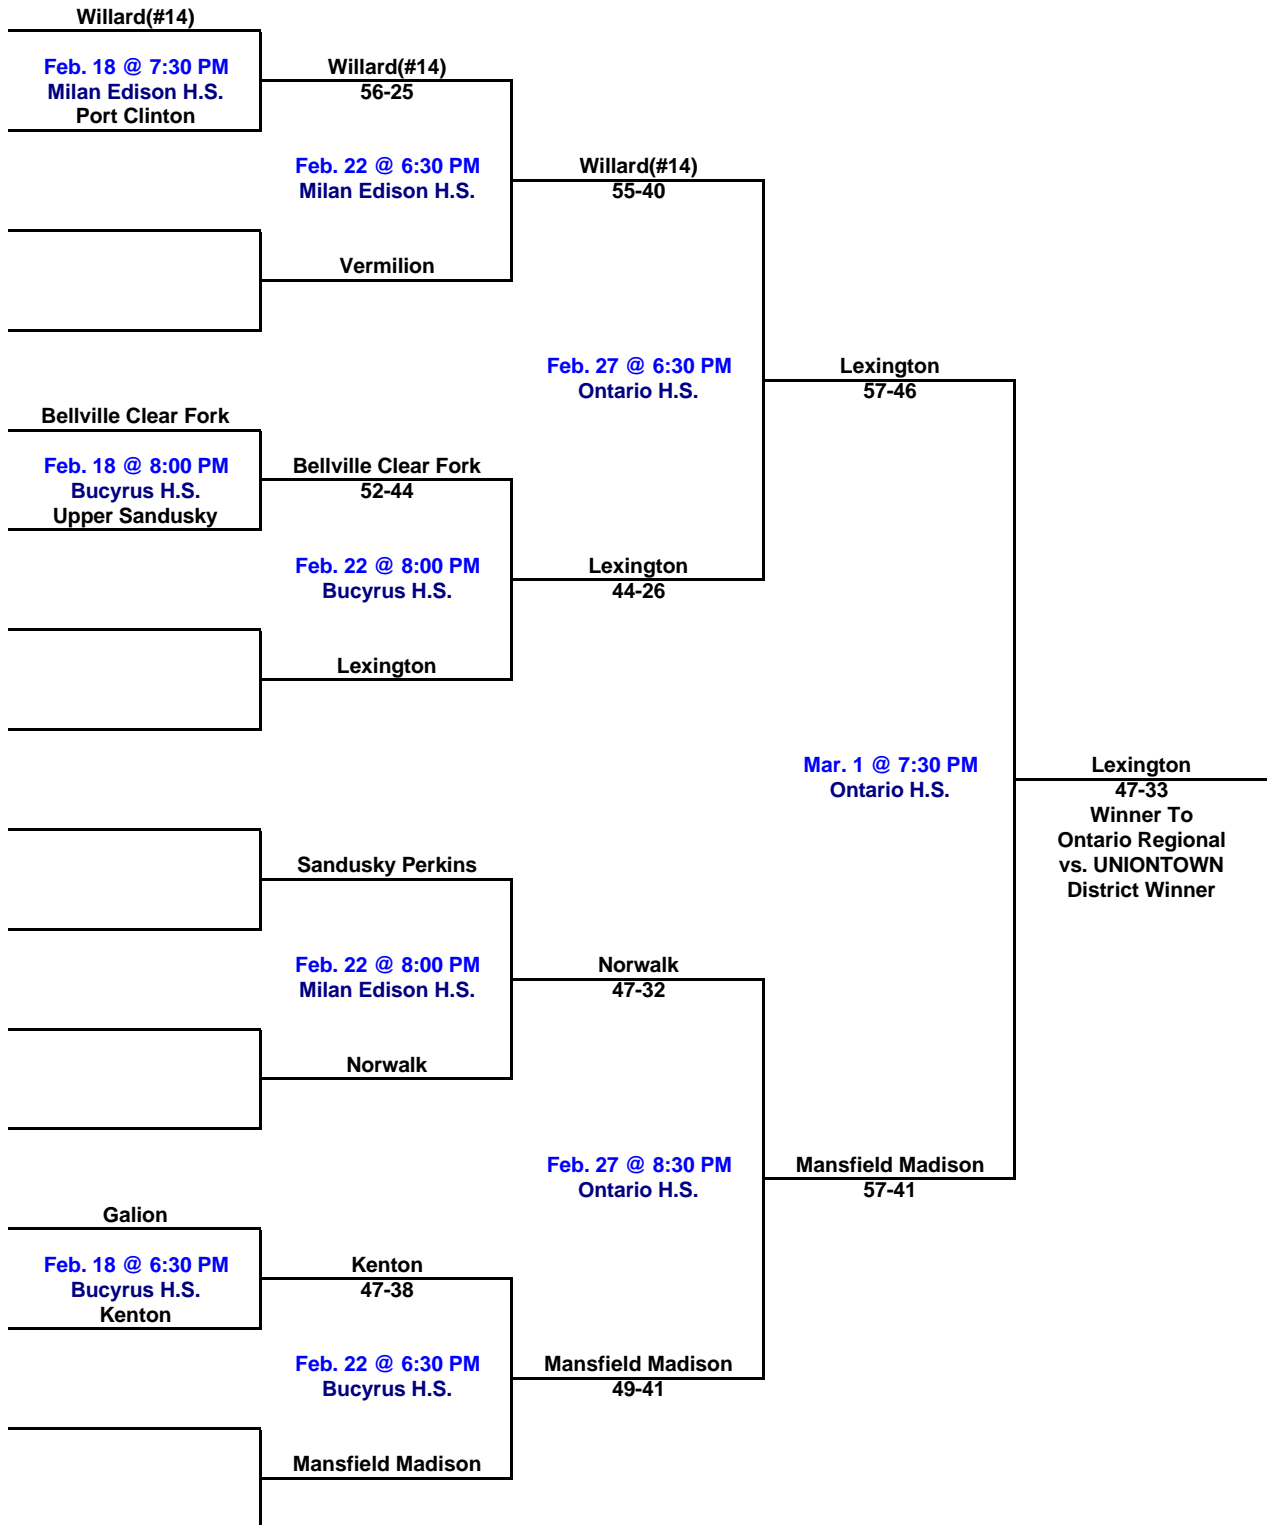 Willard(#14)
Feb. 18 @ 7:30 PM
Milan Edison H.S.
Port Clinton
Willard(#14)
56-25
Feb. 22 @ 6:30 PM
Milan Edison H.S.
Vermilion
Willard(#14)
55-40
Feb. 27 @ 6:30 PM
Ontario H.S.
Lexington
57-46
Bellville Clear Fork
Feb. 18 @ 8:00 PM
Bucyrus H.S.
Upper Sandusky
Bellville Clear Fork
52-44
Feb. 22 @ 8:00 PM
Bucyrus H.S.
Lexington
44-26
Lexington
Mar. 1 @ 7:30 PM
Ontario H.S.
Lexington
47-33
Winner To
Ontario Regional
vs. UNIONTOWN
District Winner
Sandusky Perkins
Feb. 22 @ 8:00 PM
Milan Edison H.S.
Norwalk
47-32
Norwalk
Feb. 27 @ 8:30 PM
Ontario H.S.
Mansfield Madison
57-41
Galion
Feb. 18 @ 6:30 PM
Bucyrus H.S.
Kenton
Kenton
47-38
Feb. 22 @ 6:30 PM
Bucyrus H.S.
Mansfield Madison
49-41
Mansfield Madison